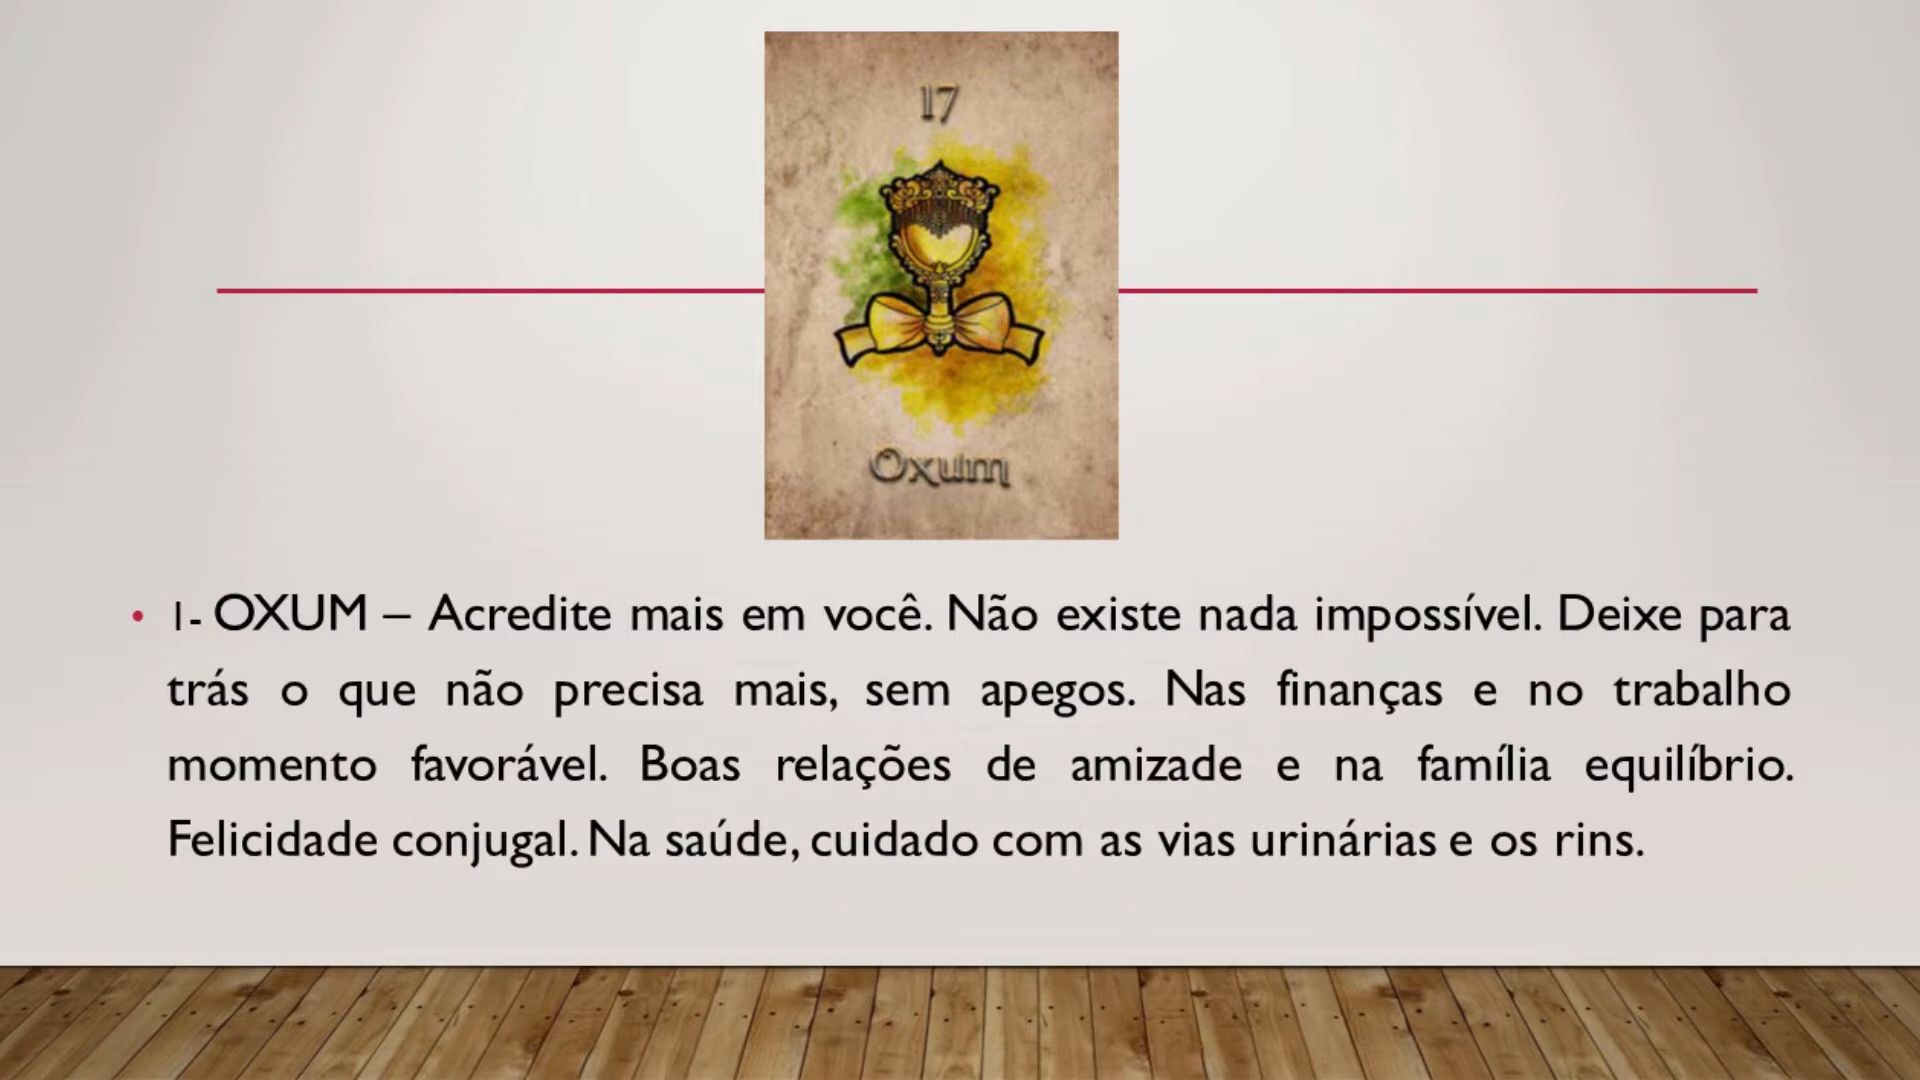 17
Oxum
• 1- OXUM – Acredite mais em você. Não existe nada impossível. Deixe para
trás o que não precisa mais, sem apegos. Nas finanças e no trabalho
momento favorável. Boas relações de amizade e na família equilíbrio.
Felicidade conjugal. Na saúde, cuidado com as vias urinárias e os rins.